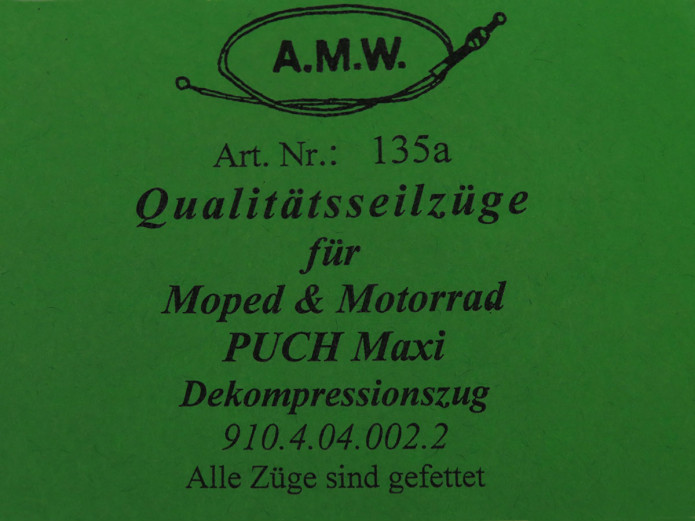 A.M.W.
Art. Nr.: 135a
Qualitätsseilzüge
für
Moped & Motorrad
PUCH Maxi
Dekompressionszug
910.4.04.002.2
Alle Züge sind gefettet